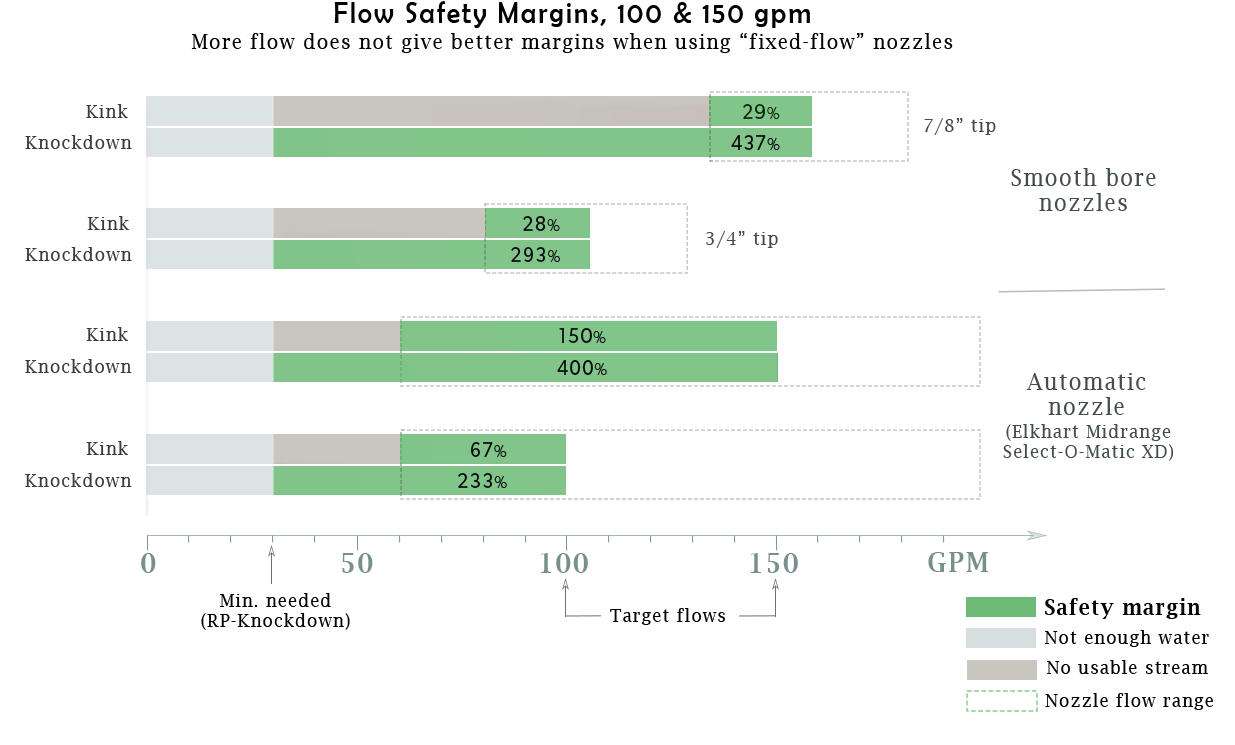 Flow Safety Margins, 100 & 150 gpm
More flow does not give better margins when using “fixed-flow” nozzles
Kink
29%
Knockdown
437%
7/8” tip
Smooth bore
nozzles
Kink
28%
Knockdown
293%
3/4” tip
Kink
150%
Knockdown
400%
Automatic
nozzle
(Elkhart Midrange
Select-O-Matic XD)
Kink
67%
Knockdown
233%
0 50 100 150 GPM
Min. needed
(RP-Knockdown)
Target flows
Safety margin
Not enough water
No usable stream
Nozzle flow range